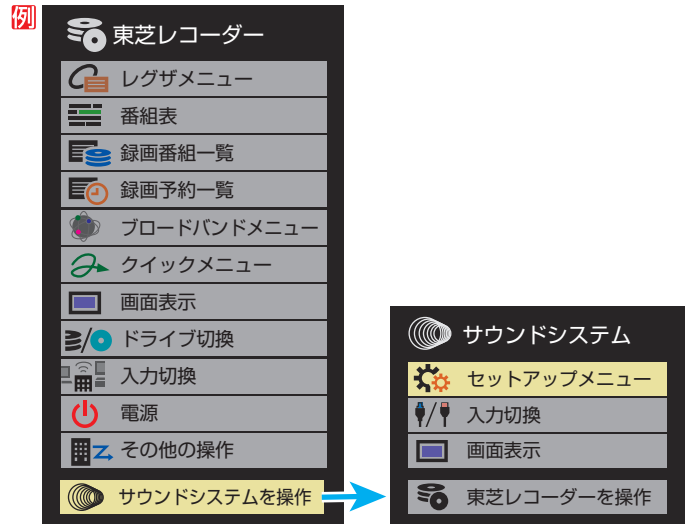 例
東芝レコーダー
レグザメニュー
番組表
録画番組一覧
録画予約一覧
ブロードバンドメニュー
クイックメニュー
画面表示
ドライブ切換
入力切換
電源
その他の操作
サウンドシステムを操作
サウンドシステム
セットアップメニュー
入力切換
画面表示
東芝レコーダーを操作